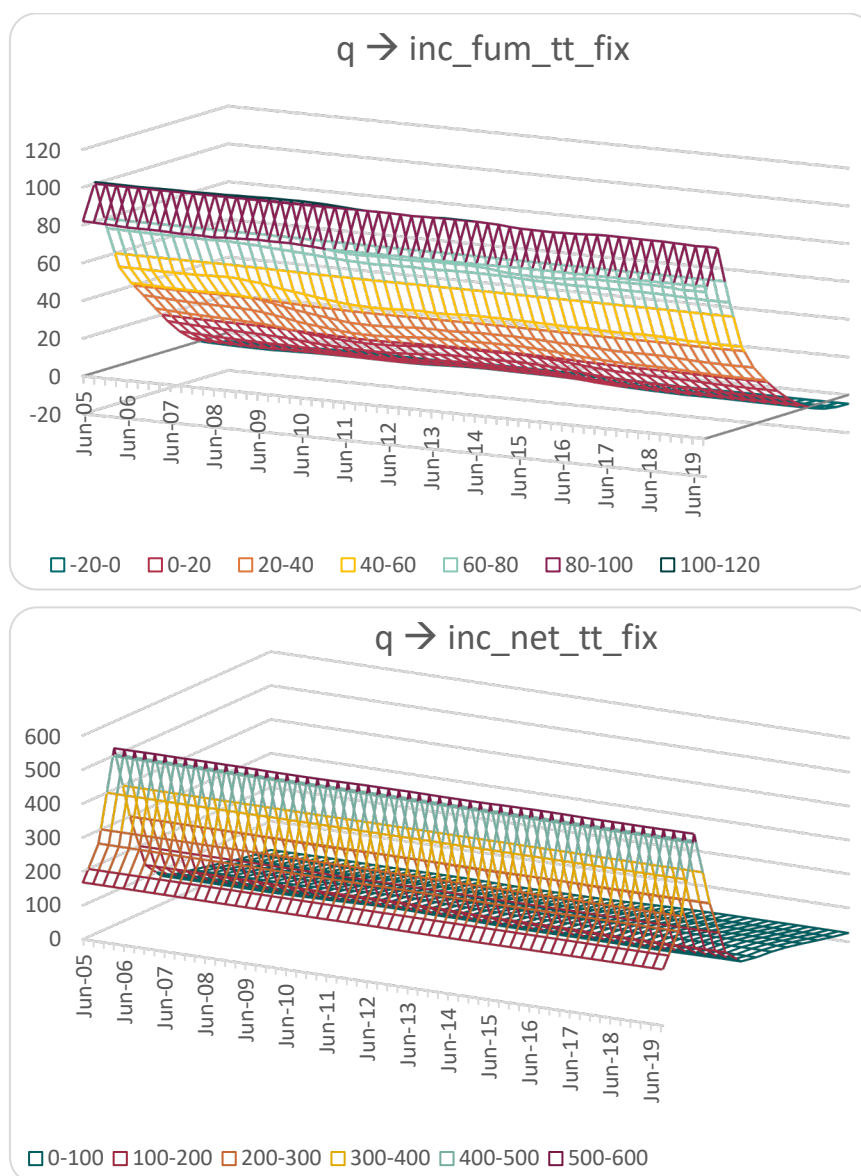 q → inc_fum_tt_fix
120
100
80
60
40
20
0
-20
Jun-05
Jun-06
Jun-07
Jun-08
Jun-09
Jun-10
Jun-11
Jun-12
Jun-13
Jun-14
Jun-15
Jun-16
Jun-17
Jun-18
Jun-19
-20-0 0-20 20-40 40-60 60-80 80-100 100-120
q → inc_net_tt_fix
600
500
400
300
200
100
0
Jun-05
Jun-06
Jun-07
Jun-08
Jun-09
Jun-10
Jun-11
Jun-12
Jun-13
Jun-14
Jun-15
Jun-16
Jun-17
Jun-18
Jun-19
0-100 100-200 200-300 300-400 400-500 500-600